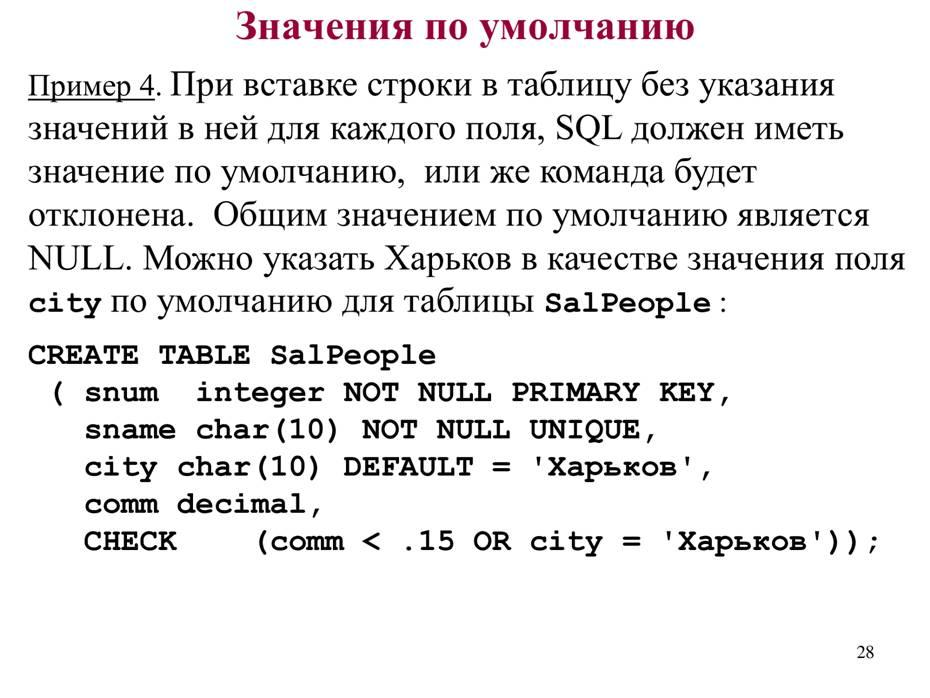 Значения по умолчанию
Пример 4. При вставке строки в таблицу без указания
значений в ней для каждого поля, SQL должен иметь
значение по умолчанию,  или же команда будет
отклонена.  Общим значением по умолчанию является
NULL. Можно указать Харьков в качестве значения поля
city по умолчанию для таблицы SalPeople :
CREATE TABLE SalPeople
( snum  integer NOT NULL PRIMARY KEY,
sname char(10) NOT NULL UNIQUE,
city char(10) DEFAULT = 'Харьков',
comm decimal,
CHECK    (comm < .15 OR city = 'Харьков'));
28